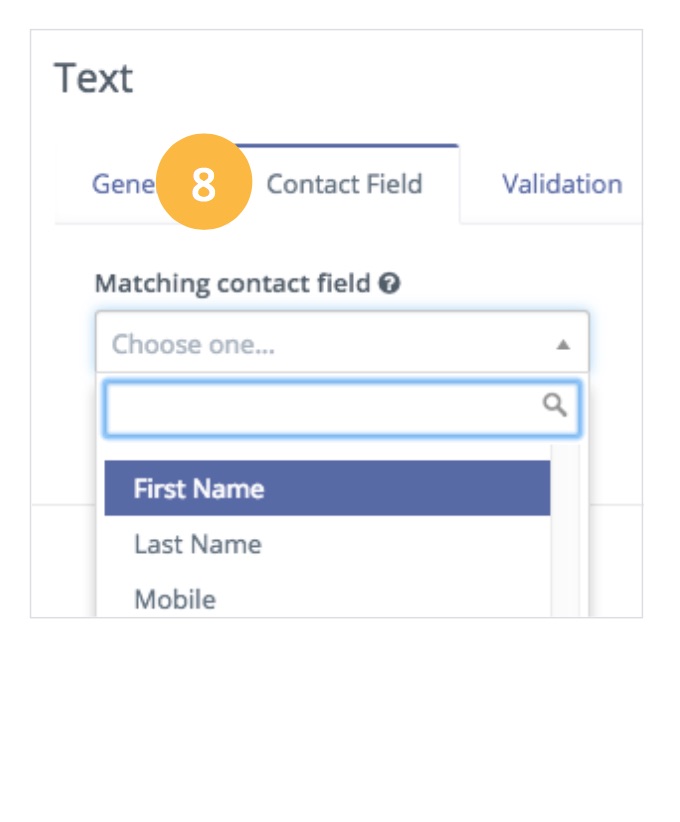 Text
Gene 8 Contact Field Validation
Matching contact field
Choose one...
First Name
Last Name
Mobile